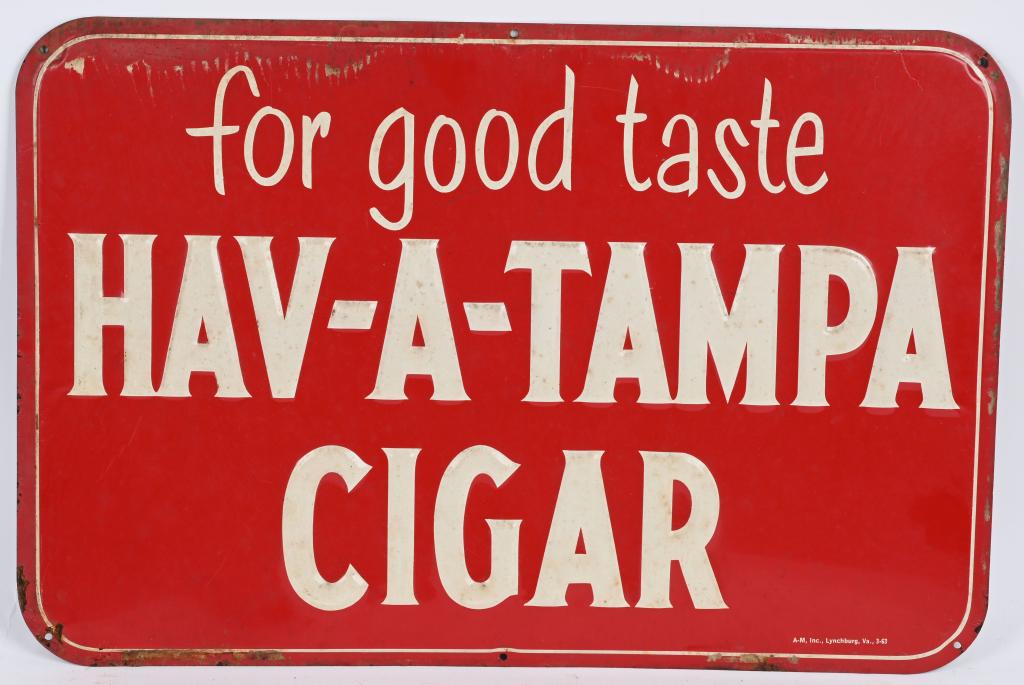 for good taste
HAV-A-TAMPA
CIGAR
A-M, Inc., Lynchburg, Va., 3-63